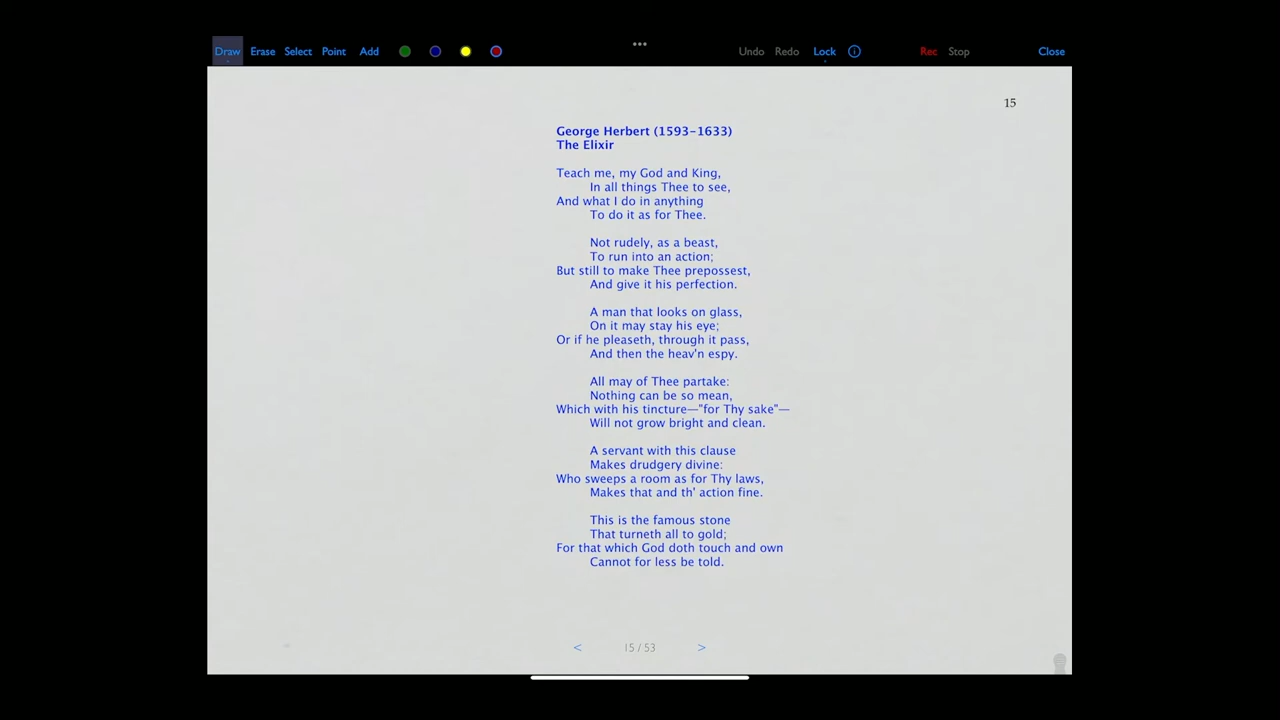 Draw Erase Select Point Add ••• Undo Redo Lock Rec Stop Close
15
George Herbert (1593–1633)
The Elixir
Teach me, my God and King,
In all things Thee to see,
And what I do in anything
To do it as for Thee.
Not rudely, as a beast,
To run into an action;
But still to make Thee prepossest,
And give it his perfection.
A man that looks on glass,
On it may stay his eye;
Or if he pleaseth, through it pass,
And then the heav'n espy.
All may of Thee partake:
Nothing can be so mean,
Which with his tincture—"for Thy sake"—
Will not grow bright and clean.
A servant with this clause
Makes drudgery divine:
Who sweeps a room as for Thy laws,
Makes that and th' action fine.
This is the famous stone
That turneth all to gold;
For that which God doth touch and own
Cannot for less be told.
< 15 / 53 >